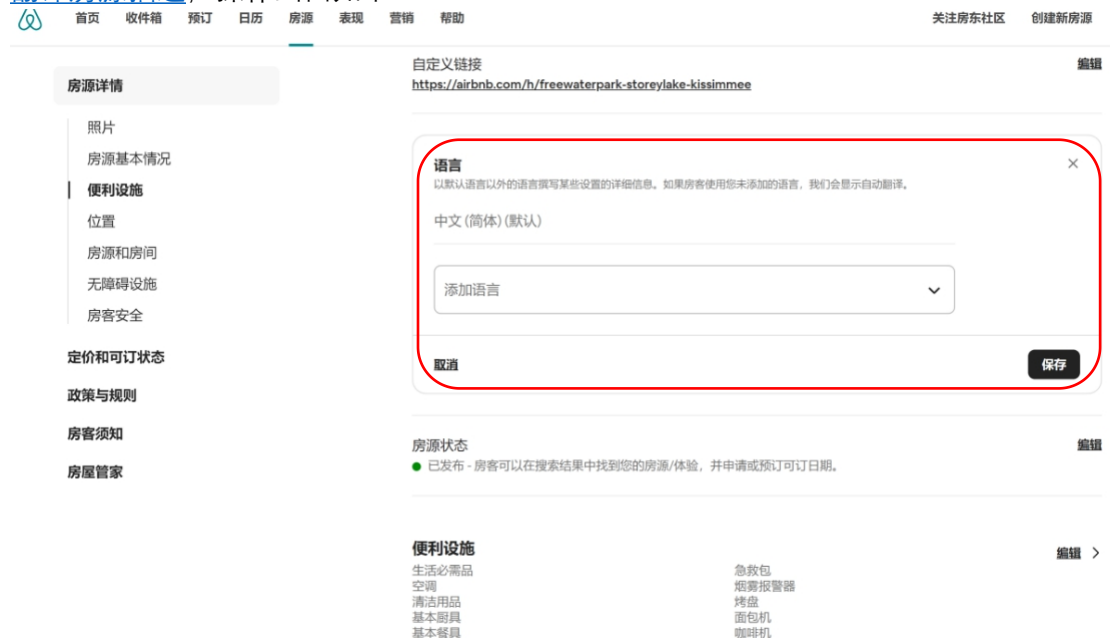 首页 收件箱 预订 日历 房源 表现 营销 帮助 关注房东社区 创建新房源
房源详情
照片
房源基本情况
便利设施
位置
房源和房间
无障碍设施
房客安全
定价和可订状态
政策与规则
房客须知
房屋管家
自定义链接 编辑
https://airbnb.com/h/freewaterpark-storeylake-kissimmee
语言
以默认语言以外的语言撰写某些设置的详细信息。如果房客使用您未添加的语言，我们会显示自动翻译。
中文 (简体) (默认)
添加语言
取消 保存
房源状态 编辑
已发布 - 房客可以在搜索结果中找到您的房源/体验，并申请或预订可订日期。
便利设施 编辑
生活必需品 急救包
空调 烟雾报警器
清洁用品 烤盘
基本厨具 面包机
基本餐具 咖啡机